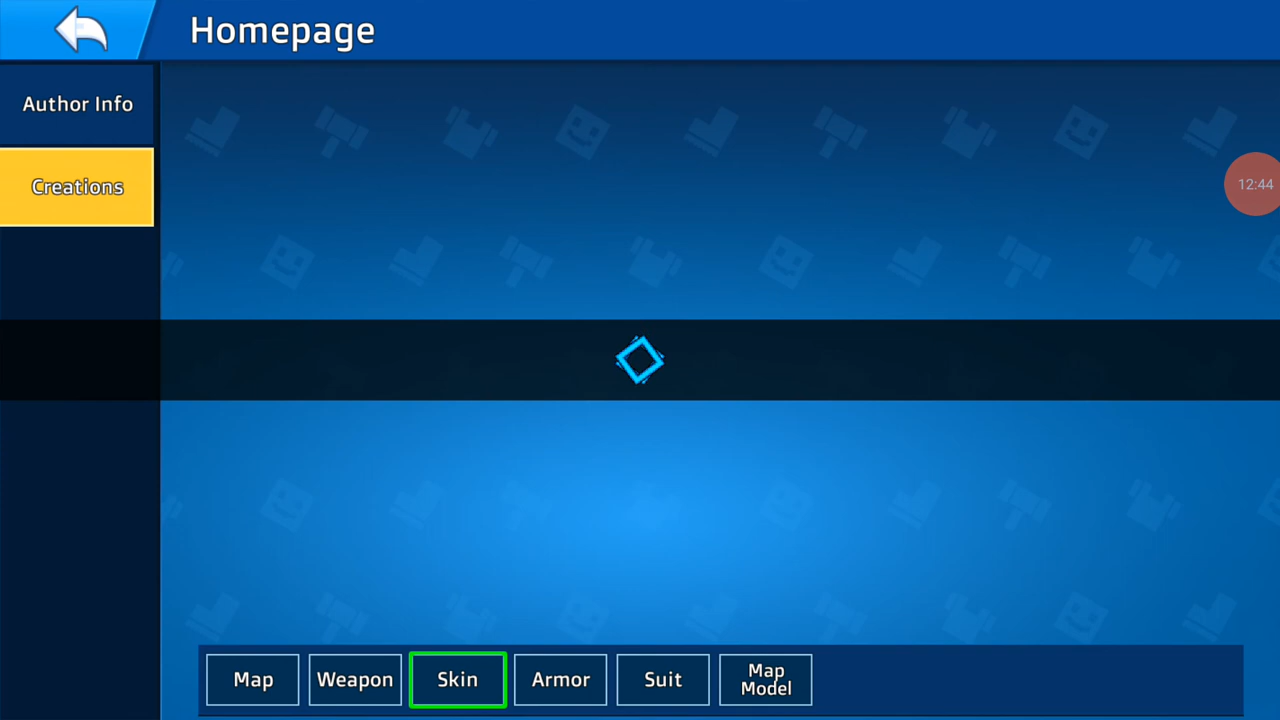 Homepage
Author Info
Creations
12:44
Map
Weapon
Skin
Armor
Suit
Map
Model